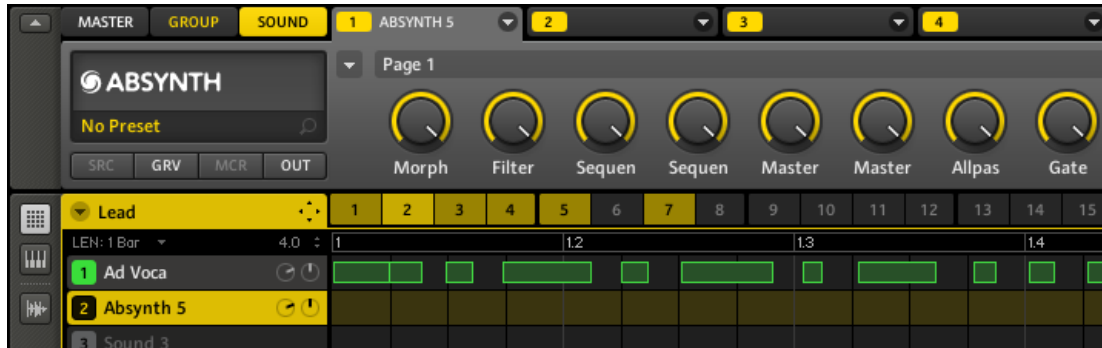 MASTER GROUP SOUND 1 ABSYNTH 5 2 3 4
ABSYNTH
Page 1
No Preset
Morph Filter Sequen Sequen Master Master Allpas Gate
SRC GRV MCR OUT
Lead 1 2 3 4 5 6 7 8 9 10 11 12 13 14 15
LEN: 1 Bar 4.0 1 1.2 1.3 1.4
1 Ad Voca
2 Absynth 5
3 Sound 3